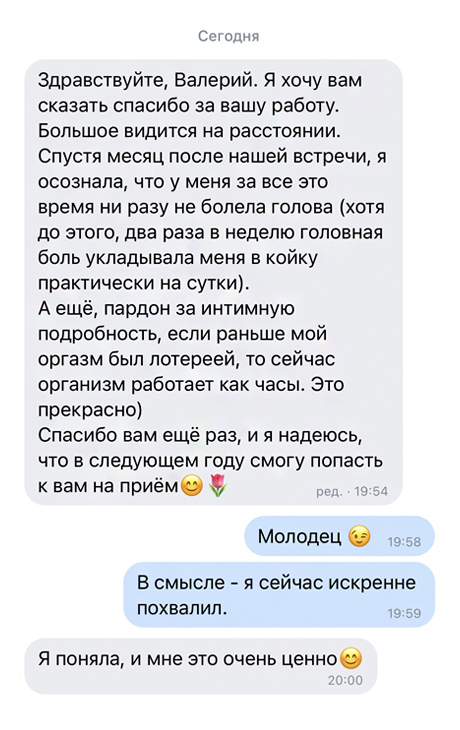 Сегодня
Здравствуйте, Валерий. Я хочу вам
сказать спасибо за вашу работу.
Большое видится на расстоянии.
Спустя месяц после нашей встречи, я
осознала, что у меня за все это
время ни разу не болела голова (хотя
до этого, два раза в неделю головная
боль укладывала меня в койку
практически на сутки).
А ещё, пардон за интимную
подробность, если раньше мой
оргазм был лотереей, то сейчас
организм работает как часы. Это
прекрасно)
Спасибо вам ещё раз, и я надеюсь,
что в следующем году смогу попасть
к вам на приём😊🌷
ред. · 19:54
Молодец 😉 19:58
В смысле - я сейчас искренне
похвалил. 19:59
Я поняла, и мне это очень ценно😊
20:00